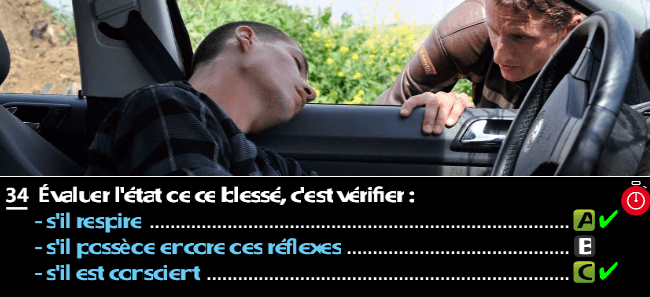 34 Évaluer l'état de ce blessé, c'est vérifier :
- s'il respire ........ A ✔
- s'il possède encore des réflexes ........ B
- s'il est conscient ........ C ✔